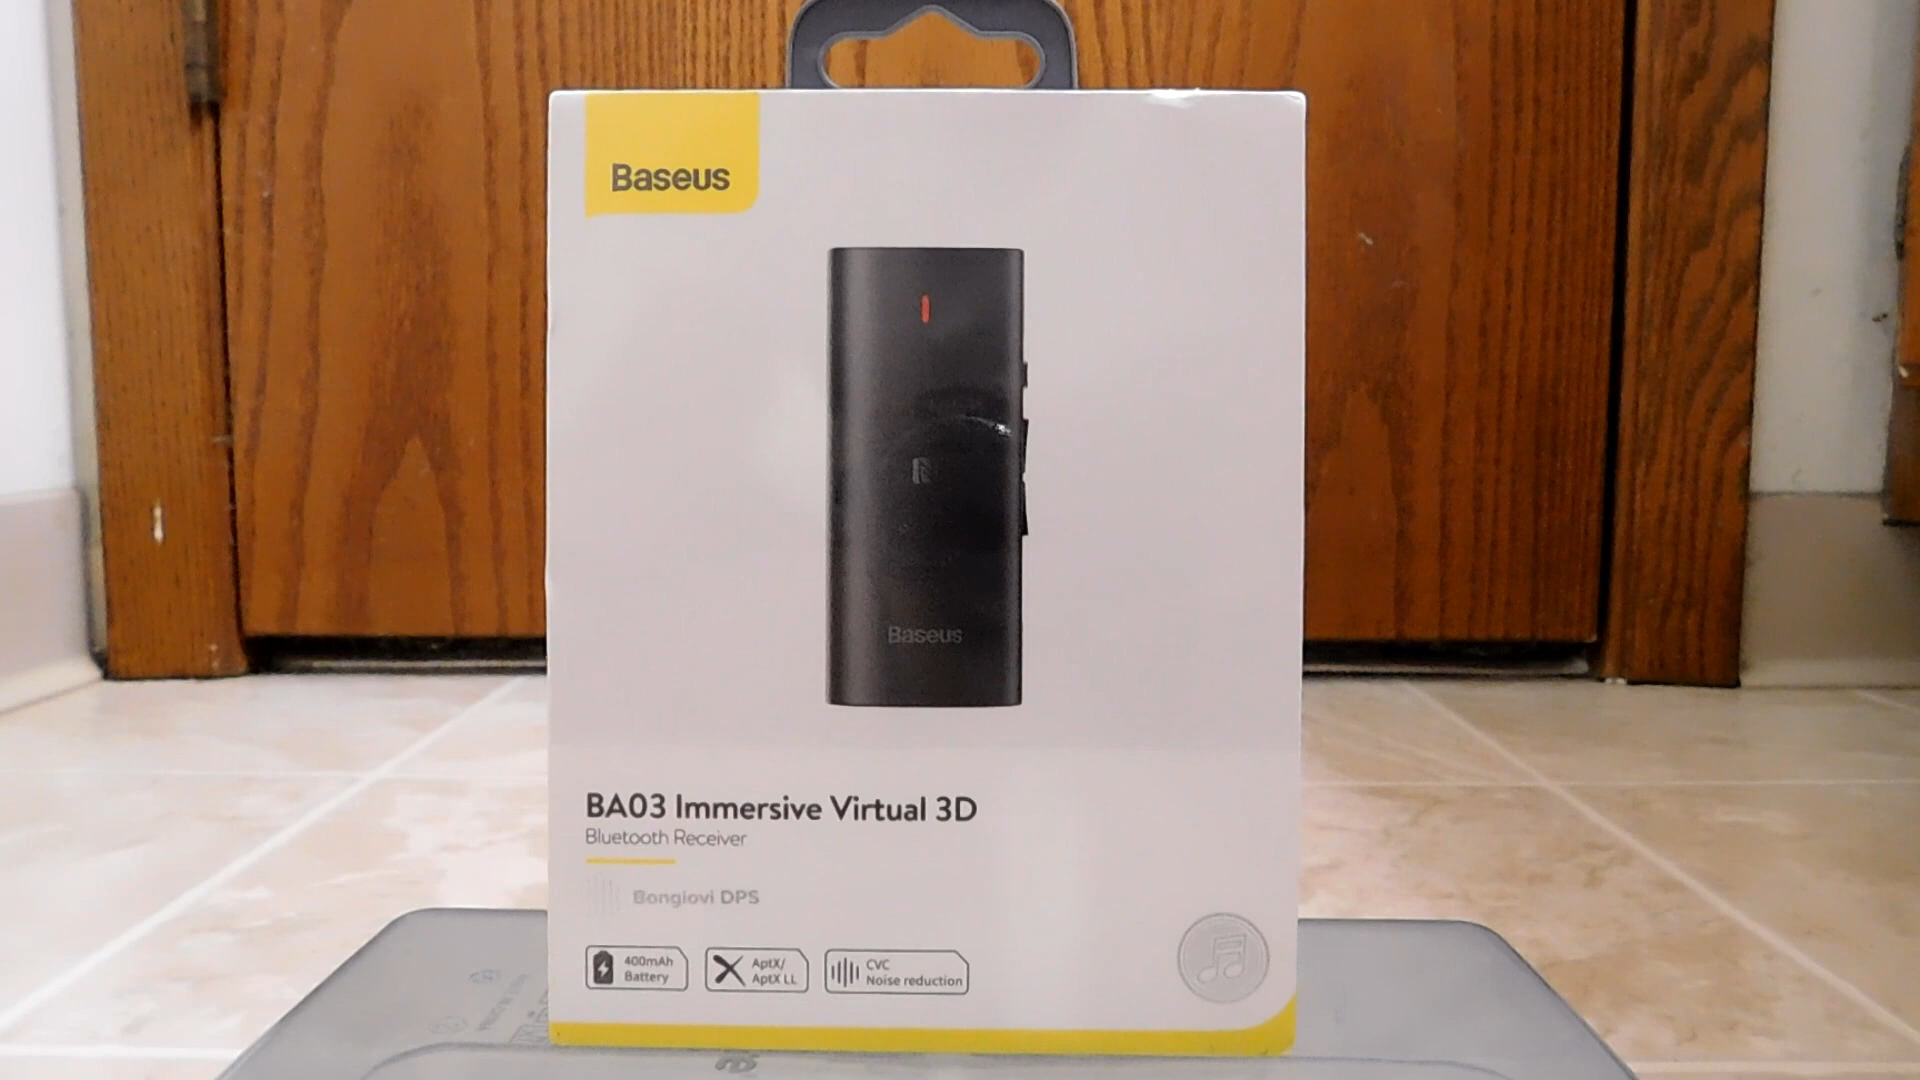 Baseus
Baseus
BA03 Immersive Virtual 3D
Bluetooth Receiver
Bongiovi DPS
400mAh
Battery
AptX/
AptX LL
CVC
Noise reduction